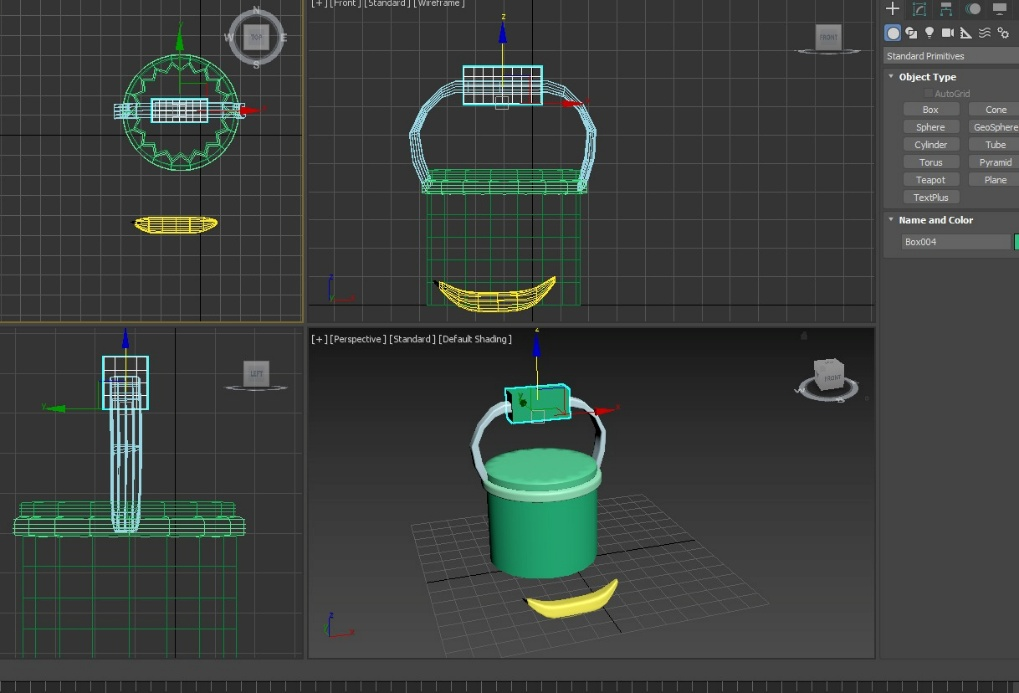 [+] [Front] [Standard] [Wireframe]
N
W
E
S
TOP
FRONT
y
z
x
LEFT
z
y
z
x
[+] [Perspective] [Standard] [Default Shading]
z
y
x
FRONT
W
S
z
x
Standard Primitives
Object Type
AutoGrid
Box Cone
Sphere GeoSphere
Cylinder Tube
Torus Pyramid
Teapot Plane
TextPlus
Name and Color
Box004